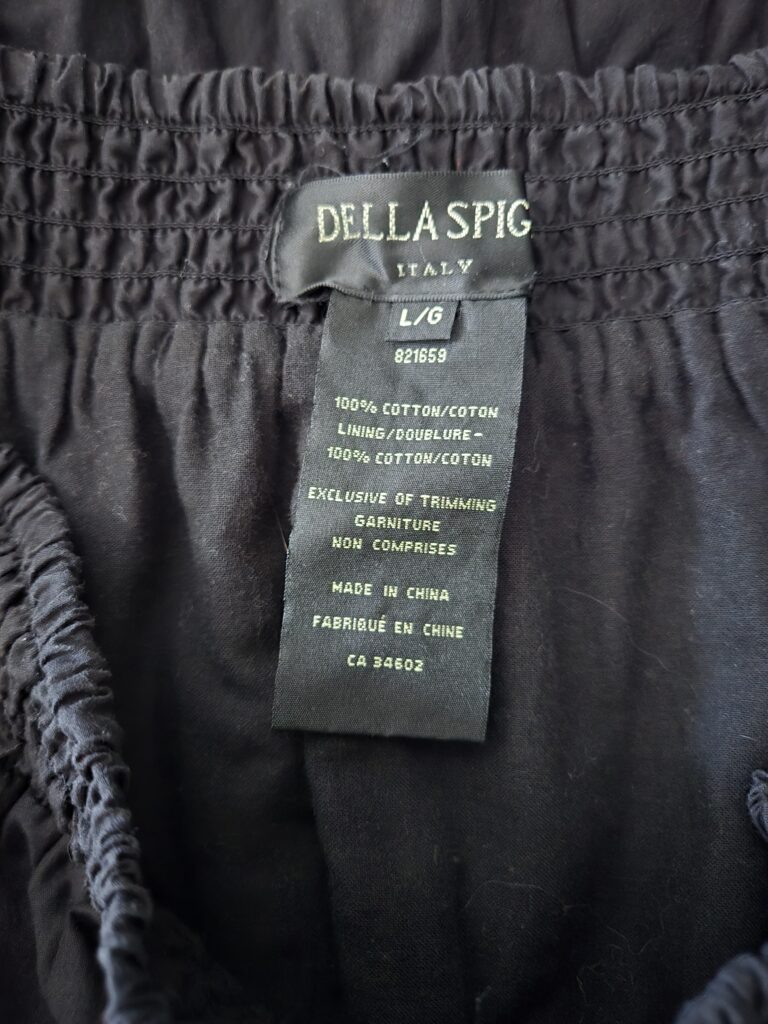 DELLA SPIG
ITALY
L/G
821659
100% COTTON/COTON
LINING/DOUBLURE-
100% COTTON/COTON
EXCLUSIVE OF TRIMMING
GARNITURE
NON COMPRISES
MADE IN CHINA
FABRIQUÉ EN CHINE
CA 34602